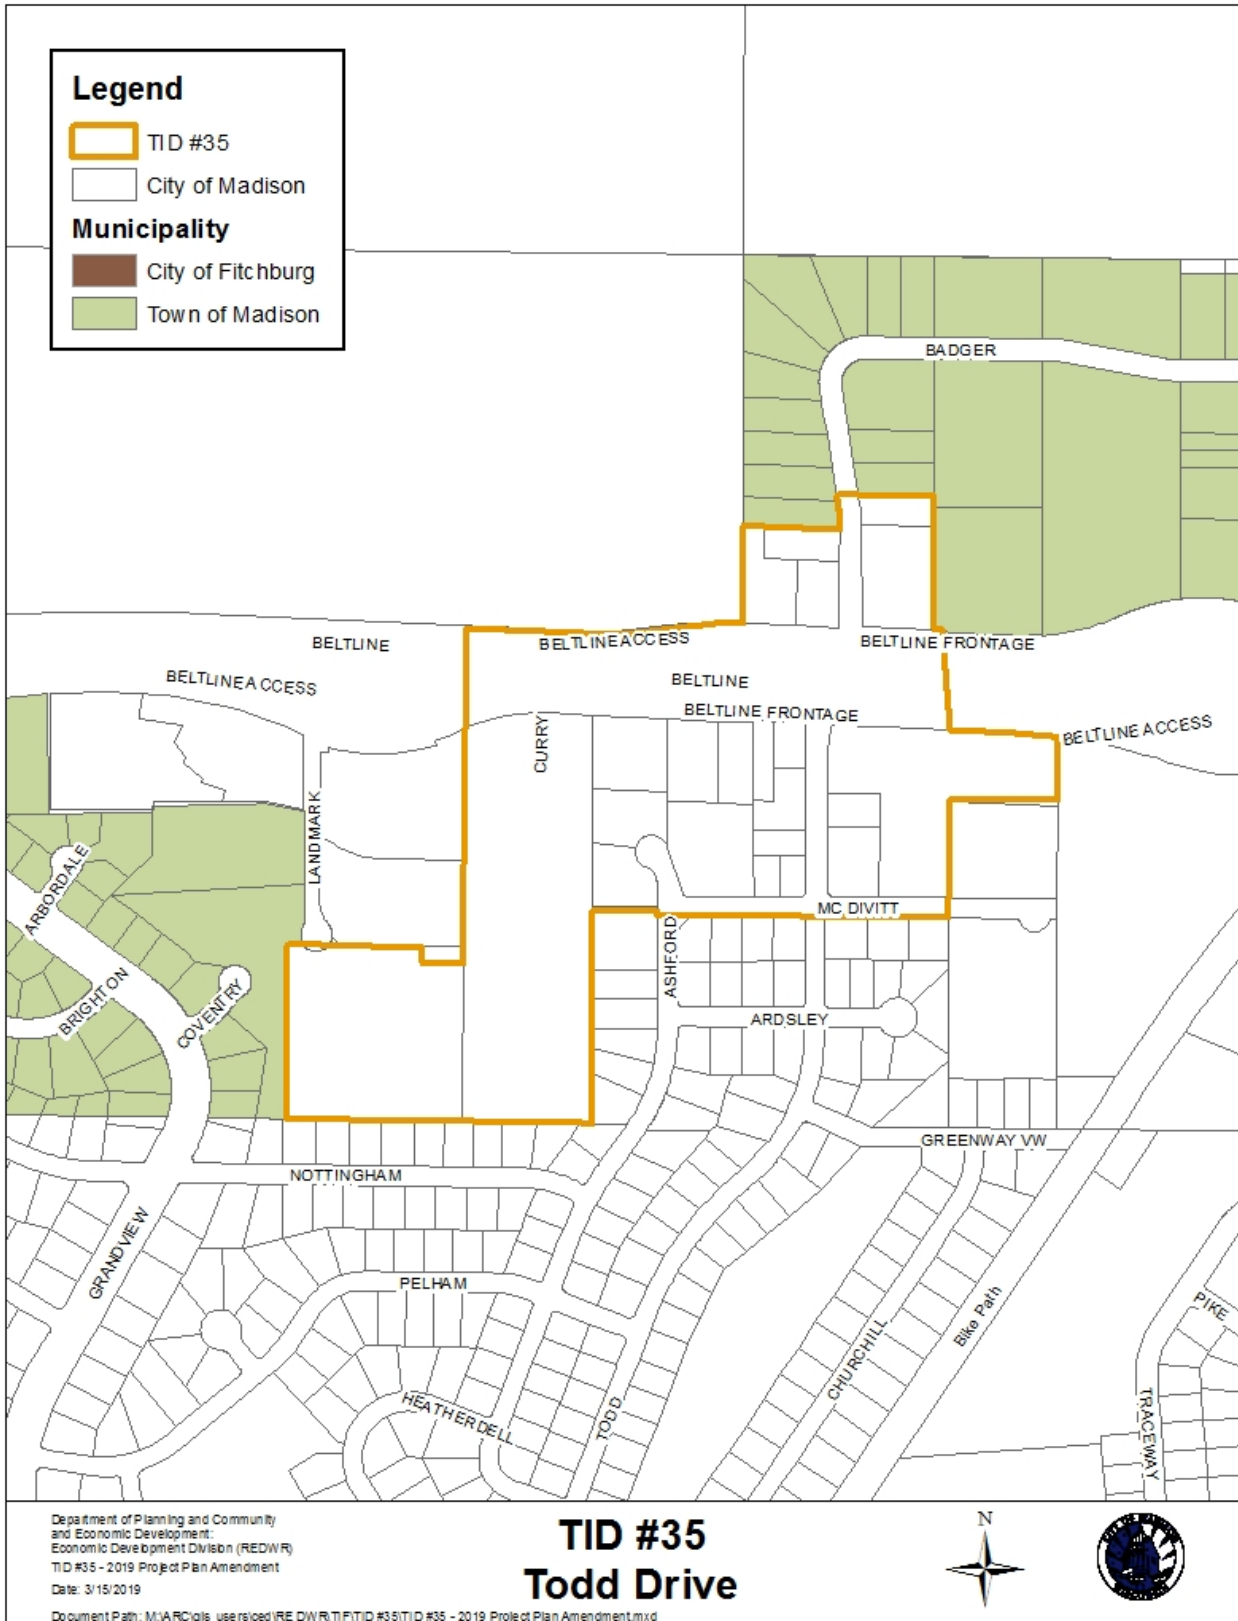 Legend
TID #35
City of Madison
Municipality
City of Fitchburg
Town of Madison
BADGER
BELTLINE
BELTLINE ACCESS
BELTLINE FRONTAGE
BELTLINE ACCESS
BELTLINE
BELTLINE FRONTAGE
BELTLINE ACCESS
CURRY
LANDMARK
ARBORDALE
MC DIVITT
ASHFORD
BRIGHTON
COVENTRY
ARDSLEY
GREENWAY VW
NOTTINGHAM
GRANDVIEW
PELHAM
PIKE
Bike Path
CHURCHILL
HEATHERDELL
TODD
TRACEWAY
Department of Planning and Community
and Economic Development:
Economic Development Division (REDWR)
TID #35 - 2019 Project Plan Amendment
Date: 3/15/2019
Document Path: M:\ARC\gis_users\ced\REDWR\TIF\TID #35\TID #35 - 2019 Project Plan Amendment.mxd
TID #35
Todd Drive
N